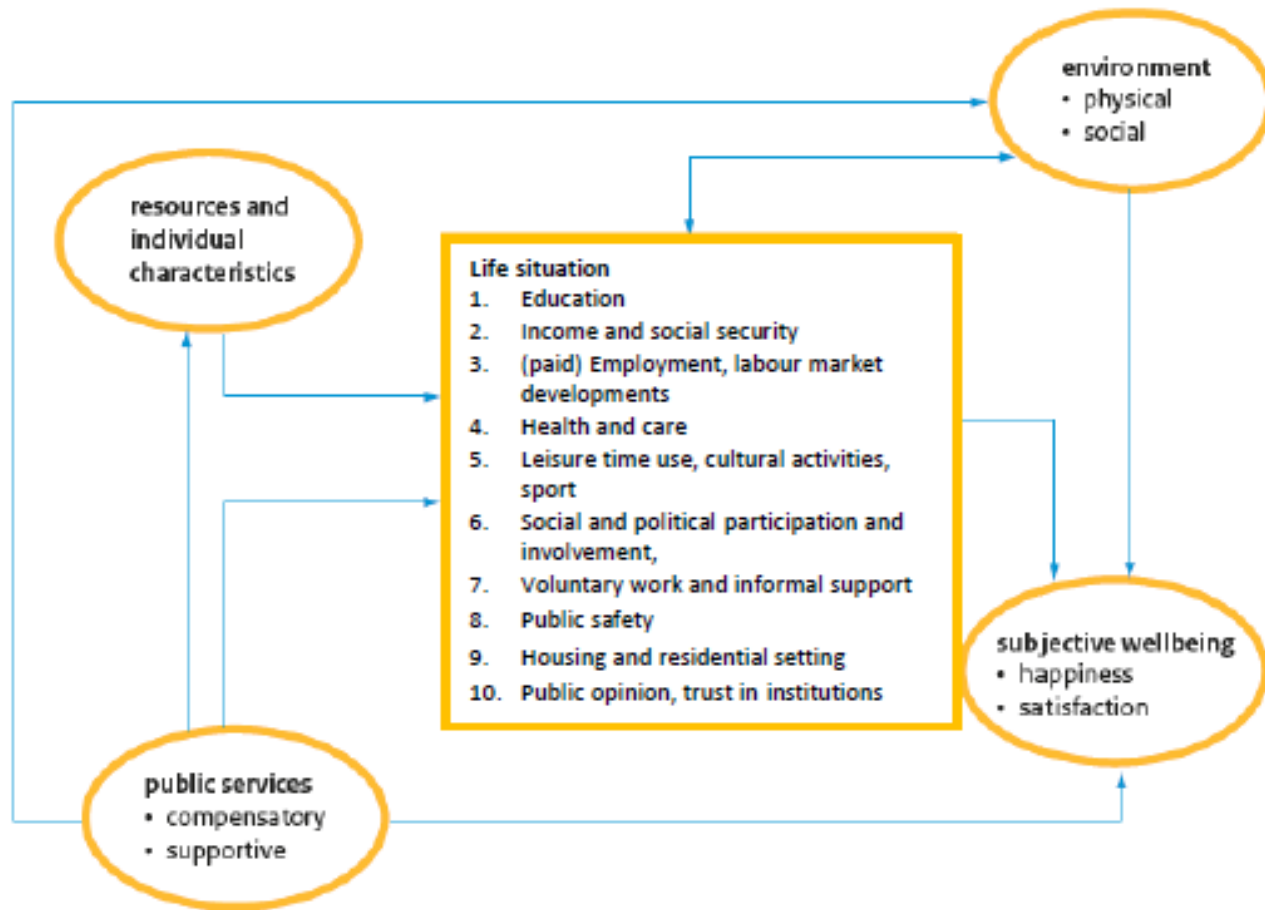 environment
• physical
• social
resources and
individual
characteristics
Life situation
1. Education
2. Income and social security
3. (paid) Employment, labour market
developments
4. Health and care
5. Leisure time use, cultural activities,
sport
6. Social and political participation and
involvement,
7. Voluntary work and informal support
8. Public safety
9. Housing and residential setting
10. Public opinion, trust in institutions
subjective wellbeing
• happiness
• satisfaction
public services
• compensatory
• supportive